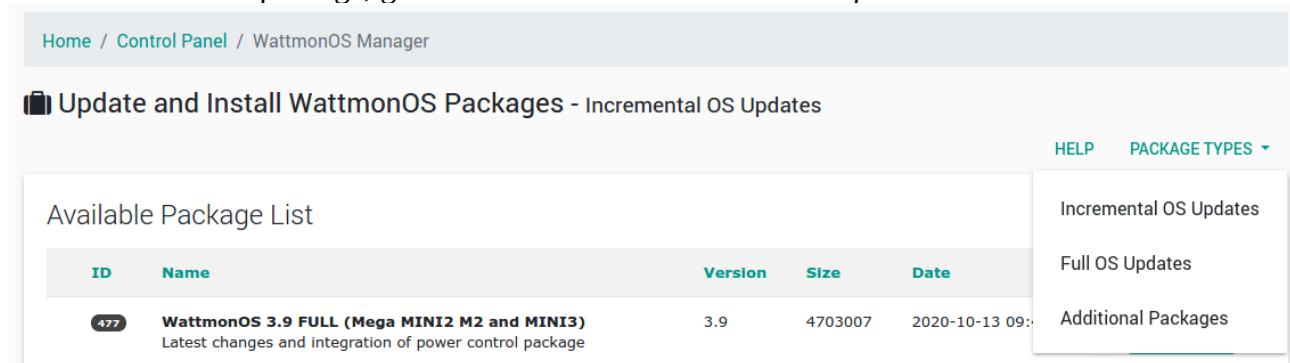 Home / Control Panel / WattmonOS Manager
Update and Install WattmonOS Packages - Incremental OS Updates
HELP PACKAGE TYPES
Available Package List
Incremental OS Updates
Full OS Updates
Additional Packages
ID Name Version Size Date
477 WattmonOS 3.9 FULL (Mega MINI2 M2 and MINI3) 3.9 4703007 2020-10-13 09:
Latest changes and integration of power control package